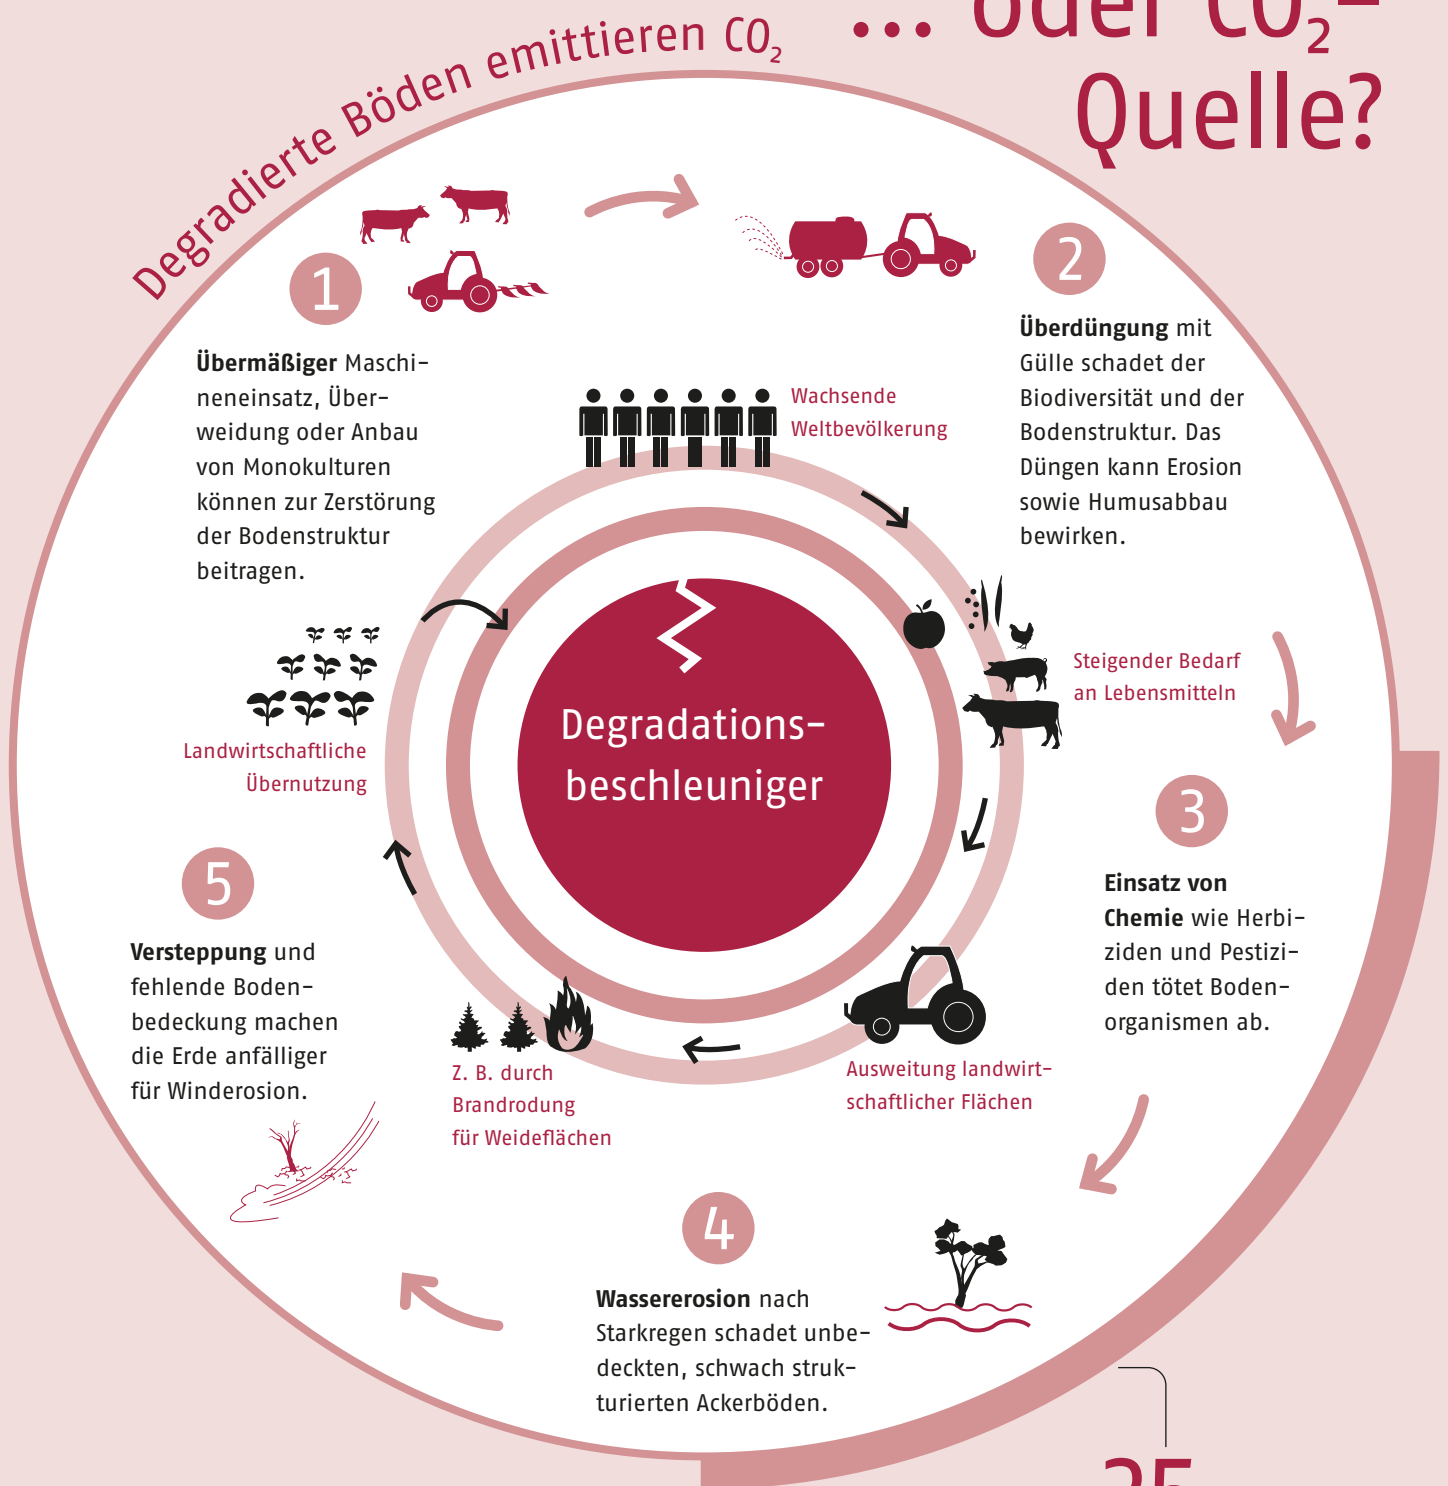 ... oder CO₂-
Quelle?
Degradierte Böden emittieren CO₂
1
Übermäßiger Maschi-
neneinsatz, Über-
weidung oder Anbau
von Monokulturen
können zur Zerstörung
der Bodenstruktur
beitragen.
2
Überdüngung mit
Gülle schadet der
Biodiversität und der
Bodenstruktur. Das
Düngen kann Erosion
sowie Humusabbau
bewirken.
3
Einsatz von
Chemie wie Herbi-
ziden und Pestizi-
den tötet Boden-
organismen ab.
4
Wassererosion nach
Starkregen schadet unbe-
deckten, schwach struk-
turierten Ackerböden.
5
Versteppung und
fehlende Boden-
bedeckung machen
die Erde anfälliger
für Winderosion.
Degradations-
beschleuniger
Wachsende
Weltbevölkerung
Steigender Bedarf
an Lebensmitteln
Ausweitung landwirt-
schaftlicher Flächen
Z. B. durch
Brandrodung
für Weideflächen
Landwirtschaftliche
Übernutzung
25